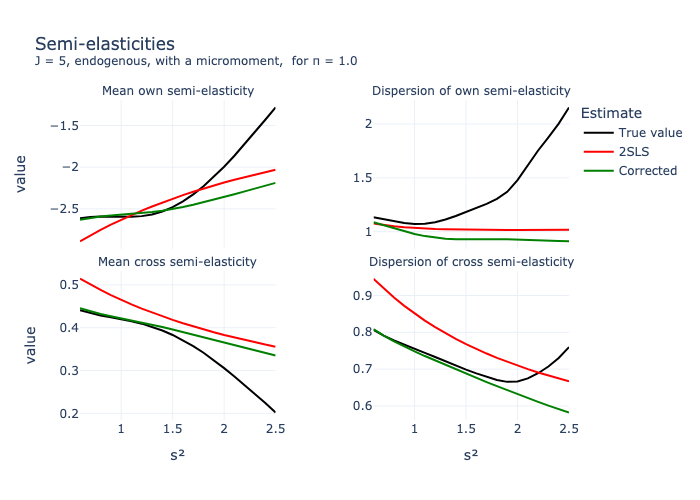 Semi-elasticities
J = 5, endogenous, with a micromoment,  for π = 1.0
Mean own semi-elasticity
Dispersion of own semi-elasticity
Estimate
True value
2SLS
Corrected
value
−1.5
−2
−2.5
2
1.5
1
Mean cross semi-elasticity
Dispersion of cross semi-elasticity
value
0.5
0.4
0.3
0.2
0.9
0.8
0.7
0.6
1 1.5 2 2.5
1 1.5 2 2.5
s²
s²